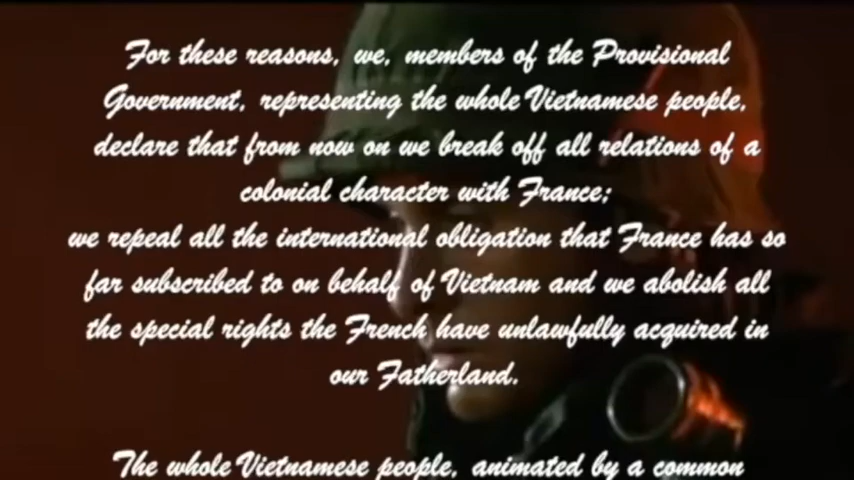 For these reasons, we, members of the Provisional
Government, representing the whole Vietnamese people,
declare that from now on we break off all relations of a
colonial character with France;
we repeal all the international obligation that France has so
far subscribed to on behalf of Vietnam and we abolish all
the special rights the French have unlawfully acquired in
our Fatherland.
The whole Vietnamese people, animated by a common